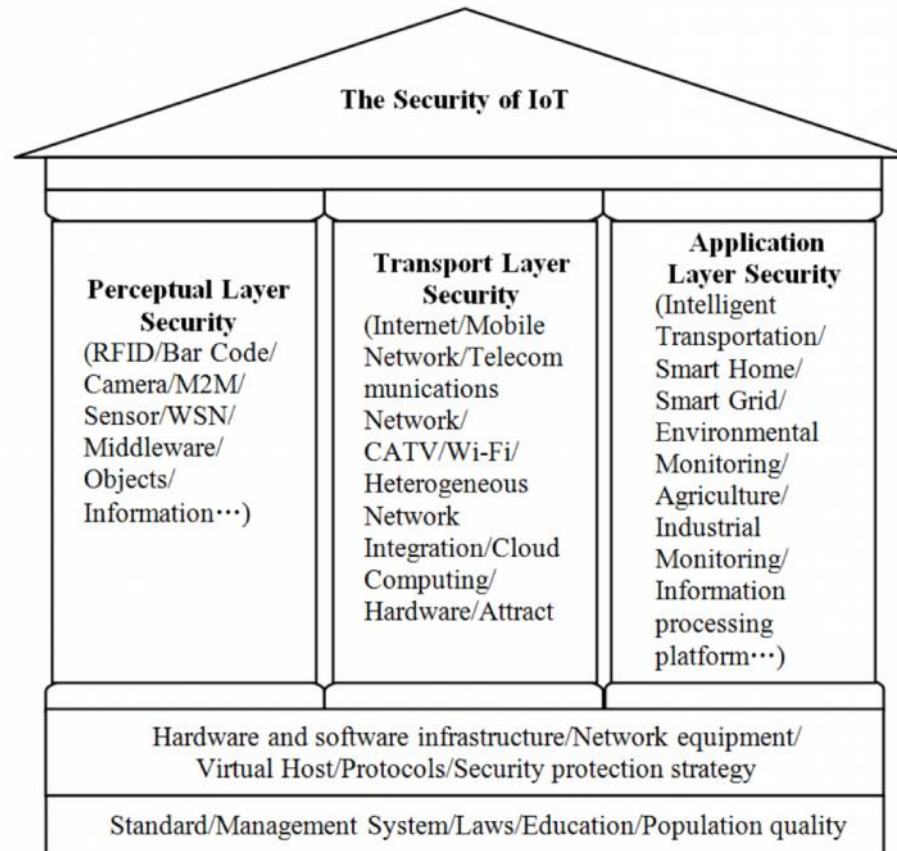 The Security of IoT
Perceptual Layer
Security
(RFID/Bar Code/
Camera/M2M/
Sensor/WSN/
Middleware/
Objects/
Information⋯)
Transport Layer
Security
(Internet/Mobile
Network/Telecom
munications
Network/
CATV/Wi-Fi/
Heterogeneous
Network
Integration/Cloud
Computing/
Hardware/Attract
Application
Layer Security
(Intelligent
Transportation/
Smart Home/
Smart Grid/
Environmental
Monitoring/
Agriculture/
Industrial
Monitoring/
Information
processing
platform⋯)
Hardware and software infrastructure/Network equipment/
Virtual Host/Protocols/Security protection strategy
Standard/Management System/Laws/Education/Population quality